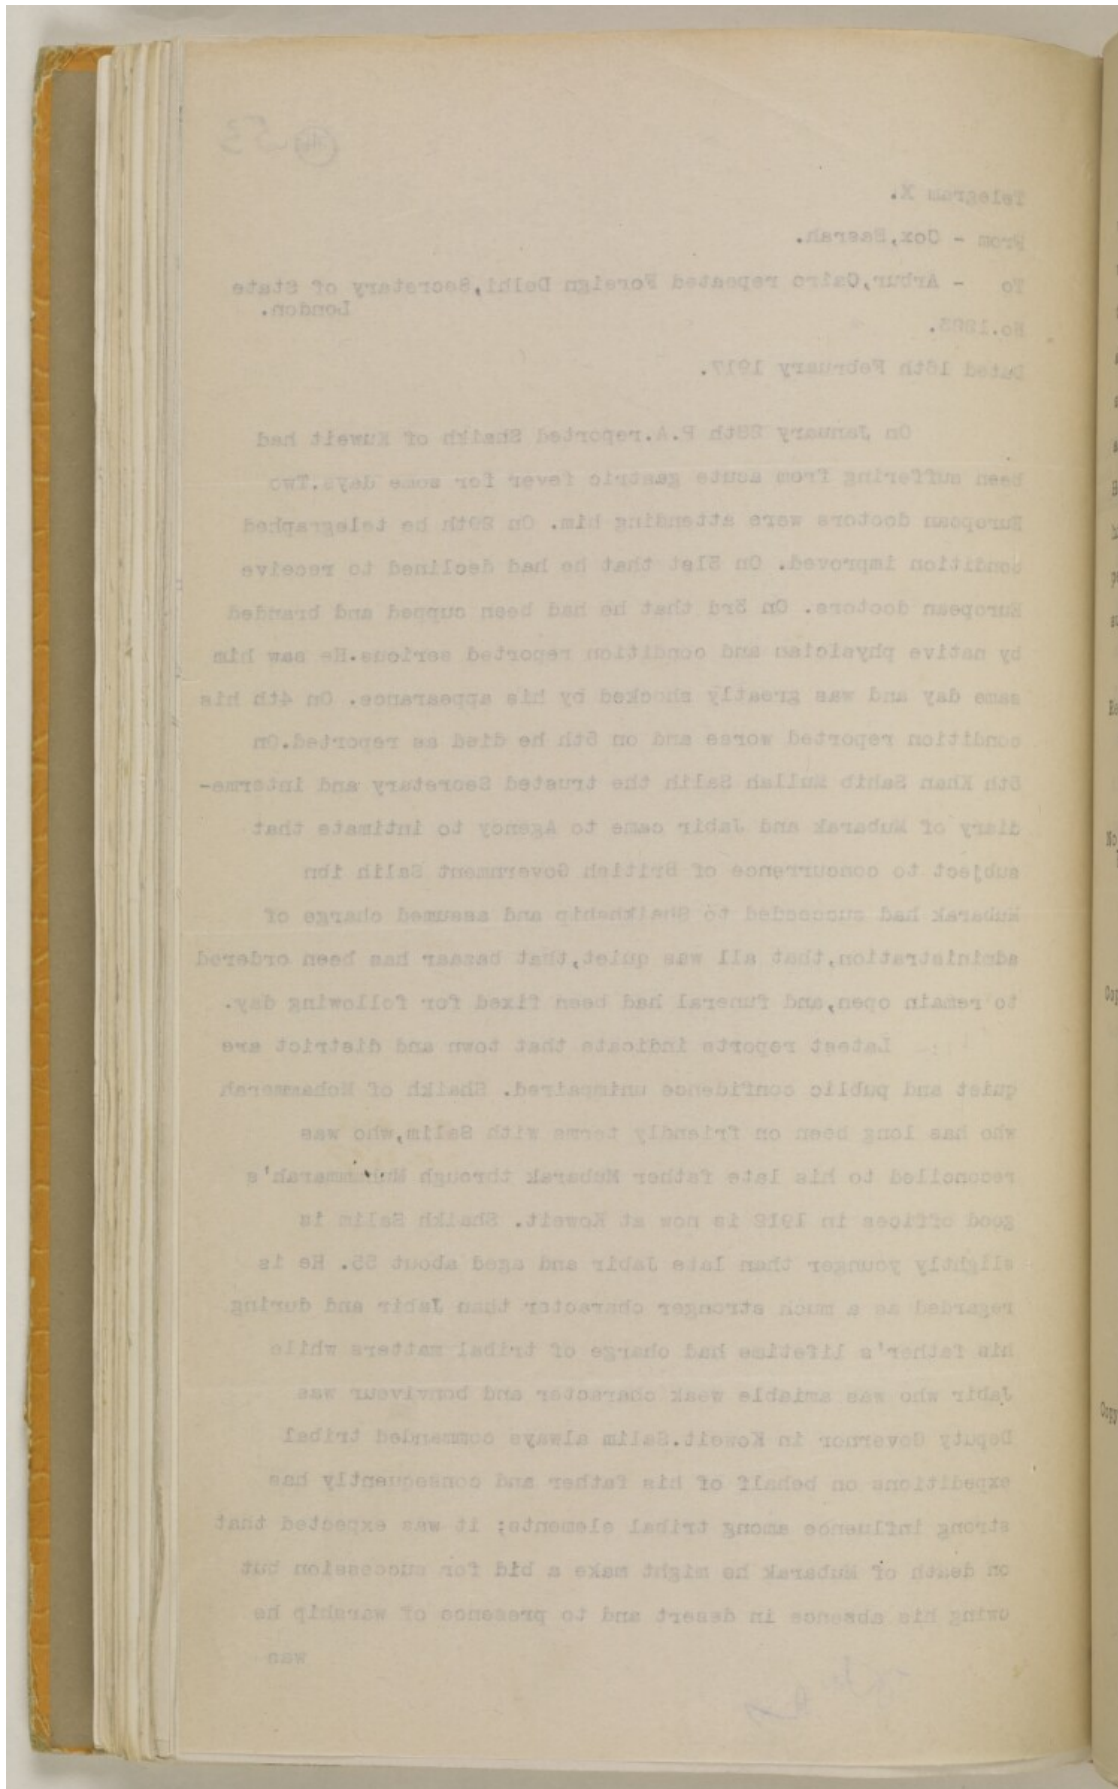 53
Telegram X.
From - Cox, Basrah.
To - Arbur, Cairo repeated Foreign Delhi, Secretary of State
London.
Dated 16th February 1917.
On January 28th P.A. reported Shaikh of Kuweit had
been suffering from acute gastric fever for some days. Two
European doctors were attending him. On 29th he telegraphed
condition improved. On 31st that he had declined to receive
European doctors. On 3rd that he had been cupped and branded
by native physician and condition reported serious. He saw him
same day and was greatly shocked by his appearance. On 4th his
condition reported worse and on 5th he died as reported. On
6th Khan Sahib Mullah Salih the trusted Secretary and interme-
diary of Mubarak and Jabir came to Agency to intimate that
subject to concurrence of British Government Salih ibn
Mubarak had succeeded to Shaikhship and assumed charge of
administration, that all was quiet, that bazaar has been ordered
to remain open, and funeral had been fixed for following day.
Latest reports indicate that town and district are
quiet and public confidence unimpaired. Shaikh of Mohammerah
who has long been on friendly terms with Salim, who was
reconciled to his late father Mubarak through Muhammarah's
good offices in 1912 is now at Koweit. Shaikh Salim is
slightly younger than late Jabir and aged about 55. He is
regarded as a much stronger character than Jabir and during
his father's lifetime had charge of tribal matters while
Jabir who was amiable weak character and bonviveur was
Deputy Governor in Koweit. Salim always commanded tribal
expeditions on behalf of his father and consequently has
strong influence among tribal elements; it was expected that
on death of Mubarak he might make a bid for succession but
owing his absence in desert and to presence of warship he
was